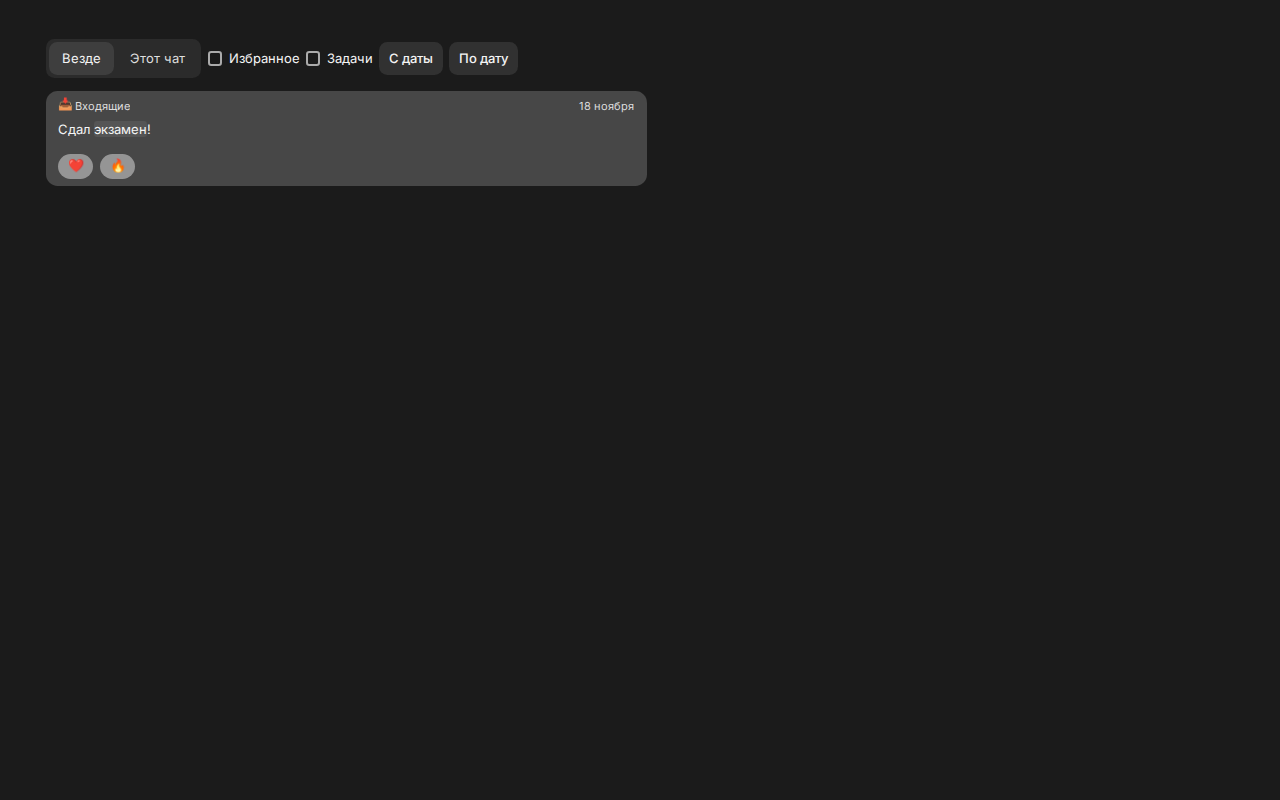 Везде Этот чат Избранное Задачи С даты По дату
📥 Входящие 18 ноября
Сдал экзамен!
❤️ 🔥